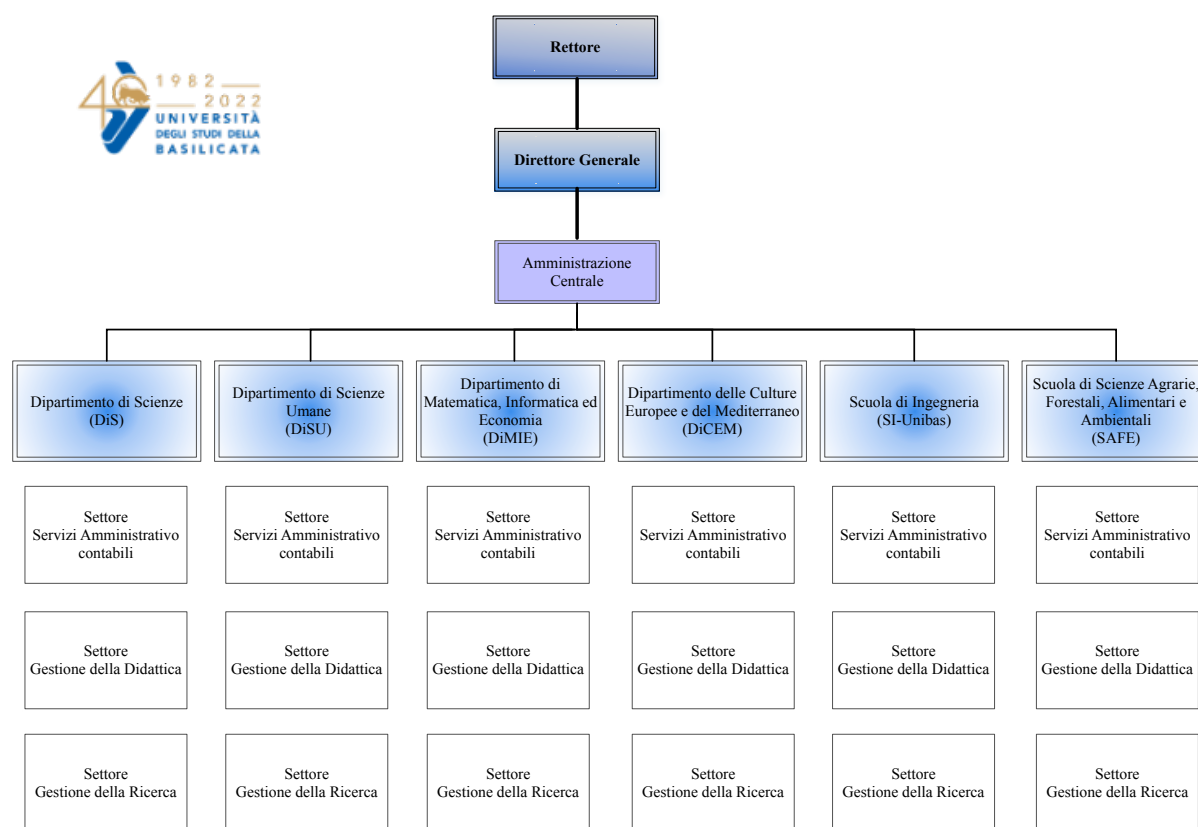 Rettore
1982
2022
UNIVERSITÀ
DEGLI STUDI DELLA
BASILICATA
Direttore Generale
Amministrazione
Centrale
Dipartimento di Scienze
(DiS)
Dipartimento di Scienze
Umane
(DiSU)
Dipartimento di
Matematica, Informatica ed
Economia
(DiMIE)
Dipartimento delle Culture
Europee e del Mediterraneo
(DiCEM)
Scuola di Ingegneria
(SI-Unibas)
Scuola di Scienze Agrarie,
Forestali, Alimentari e
Ambientali
(SAFE)
Settore
Servizi Amministrativo
contabili
Settore
Servizi Amministrativo
contabili
Settore
Servizi Amministrativo
contabili
Settore
Servizi Amministrativo
contabili
Settore
Servizi Amministrativo
contabili
Settore
Servizi Amministrativo
contabili
Settore
Gestione della Didattica
Settore
Gestione della Didattica
Settore
Gestione della Didattica
Settore
Gestione della Didattica
Settore
Gestione della Didattica
Settore
Gestione della Didattica
Settore
Gestione della Ricerca
Settore
Gestione della Ricerca
Settore
Gestione della Ricerca
Settore
Gestione della Ricerca
Settore
Gestione della Ricerca
Settore
Gestione della Ricerca